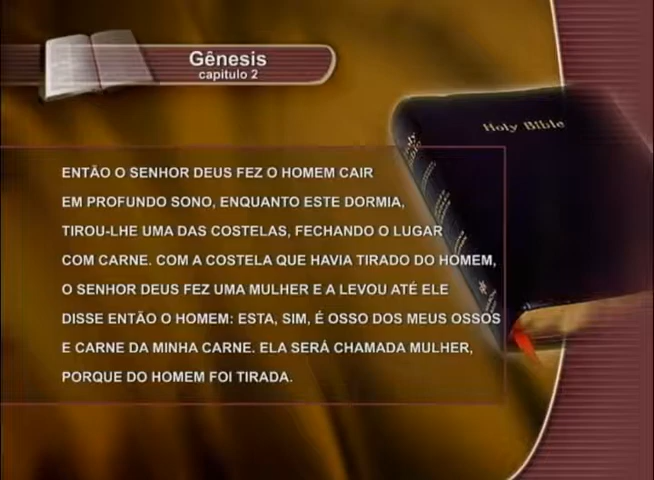 Gênesis
capitulo 2
Holy Bible
ENTÃO O SENHOR DEUS FEZ O HOMEM CAIR
EM PROFUNDO SONO, ENQUANTO ESTE DORMIA,
TIROU-LHE UMA DAS COSTELAS, FECHANDO O LUGAR
COM CARNE. COM A COSTELA QUE HAVIA TIRADO DO HOMEM,
O SENHOR DEUS FEZ UMA MULHER E A LEVOU ATÉ ELE
DISSE ENTÃO O HOMEM: ESTA, SIM, É OSSO DOS MEUS OSSOS
E CARNE DA MINHA CARNE. ELA SERÁ CHAMADA MULHER,
PORQUE DO HOMEM FOI TIRADA.